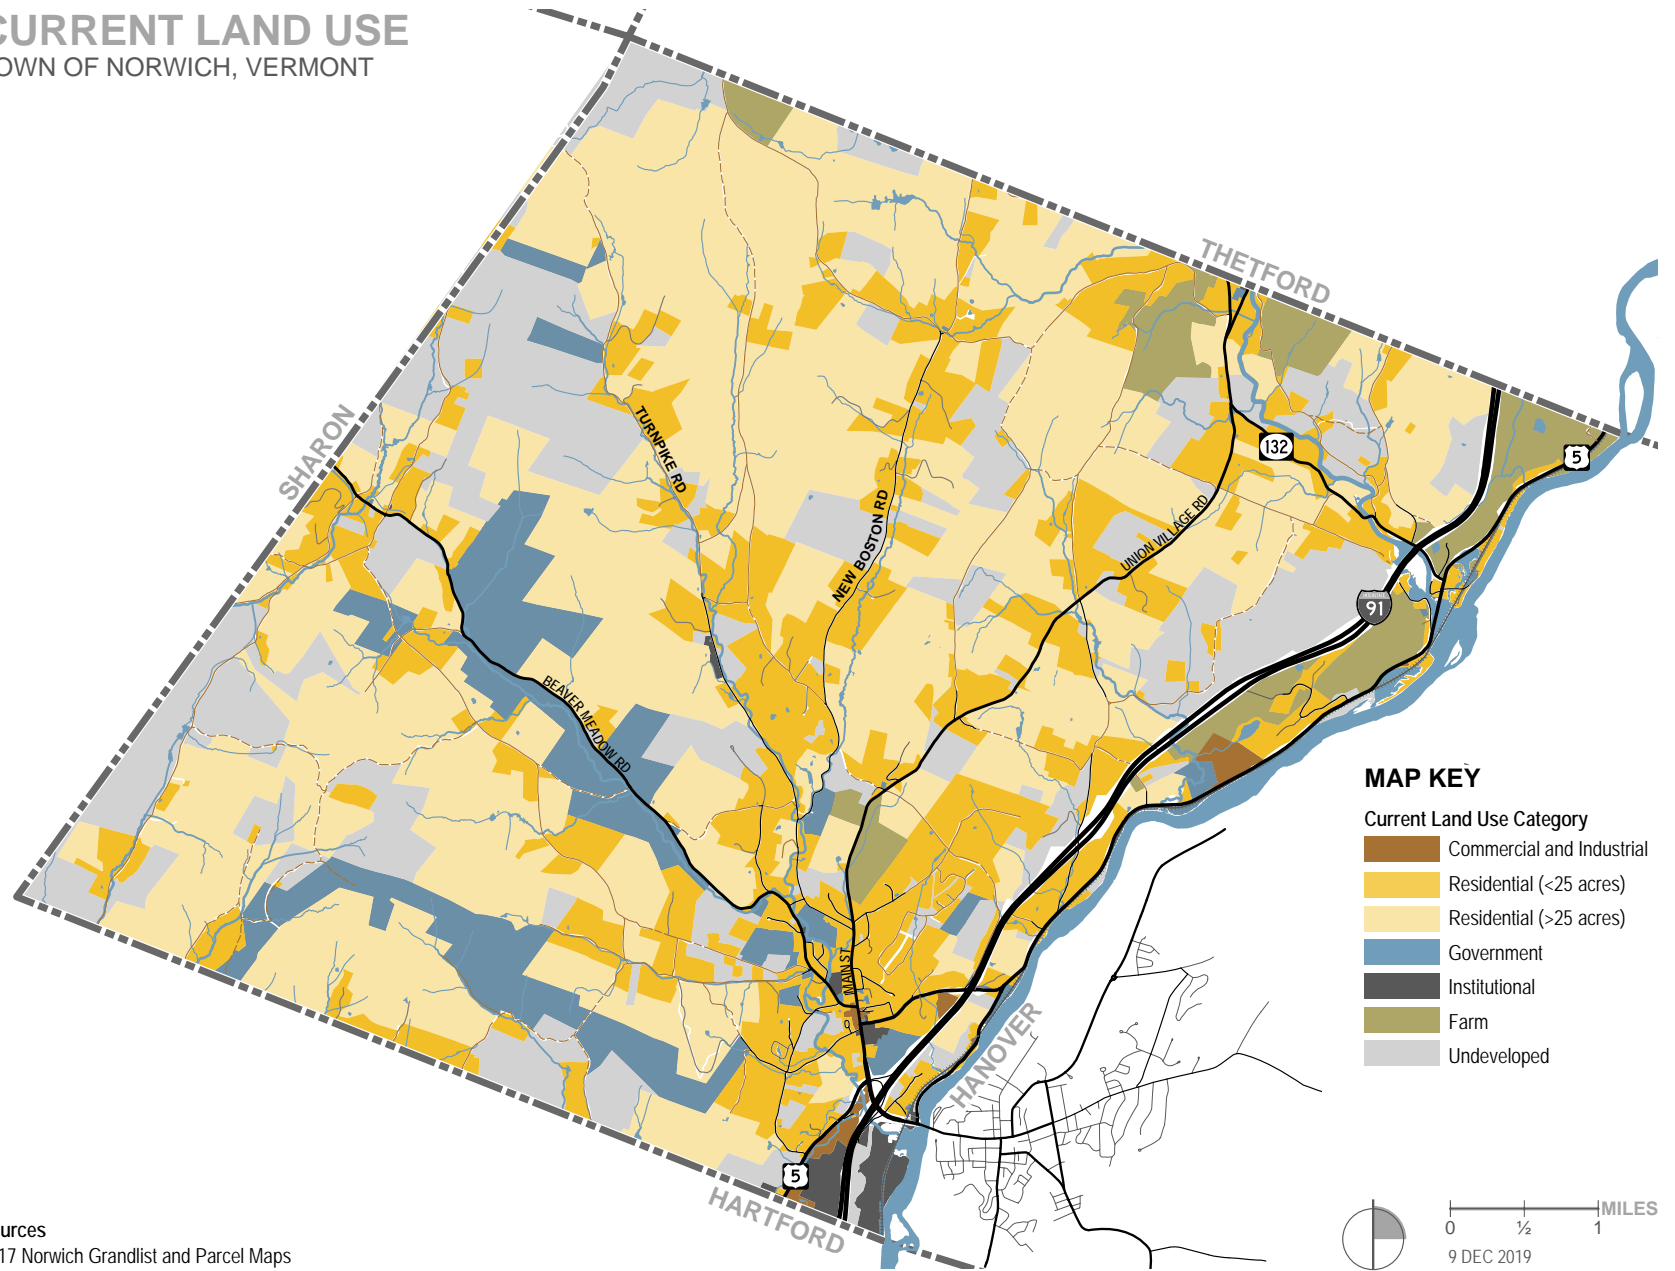 CURRENT LAND USE
OWN OF NORWICH, VERMONT
THETFORD
SHARON
TURNPIKE RD
NEW BOSTON RD
UNION VILLAGE RD
132
5
91
BEAVER MEADOW RD
MAIN ST
HANOVER
5
HARTFORD
MAP KEY
Current Land Use Category
Commercial and Industrial
Residential (<25 acres)
Residential (>25 acres)
Government
Institutional
Farm
Undeveloped
MILES
0 ½ 1
9 DEC 2019
urces
17 Norwich Grandlist and Parcel Maps